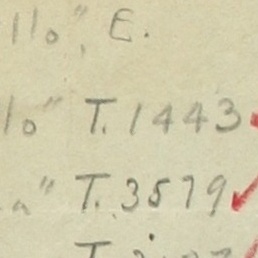 llo", E.
lo" T. 1443
a" T. 3579